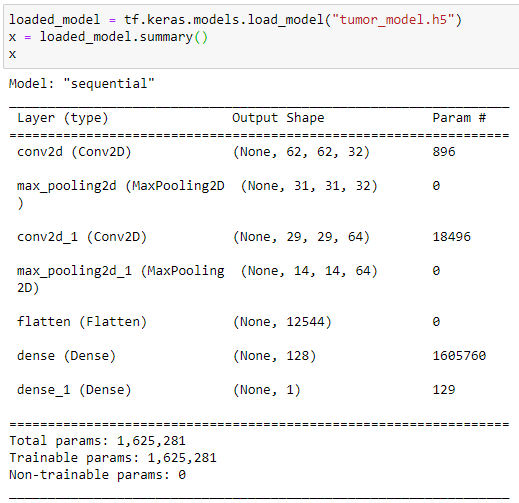 loaded_model = tf.keras.models.load_model("tumor_model.h5")
x = loaded_model.summary()
x
Model: "sequential"
_________________________________________________________________
Layer (type) Output Shape Param #
=================================================================
conv2d (Conv2D) (None, 62, 62, 32) 896
max_pooling2d (MaxPooling2D (None, 31, 31, 32) 0
)
conv2d_1 (Conv2D) (None, 29, 29, 64) 18496
max_pooling2d_1 (MaxPooling (None, 14, 14, 64) 0
2D)
flatten (Flatten) (None, 12544) 0
dense (Dense) (None, 128) 1605760
dense_1 (Dense) (None, 1) 129
=================================================================
Total params: 1,625,281
Trainable params: 1,625,281
Non-trainable params: 0
_________________________________________________________________